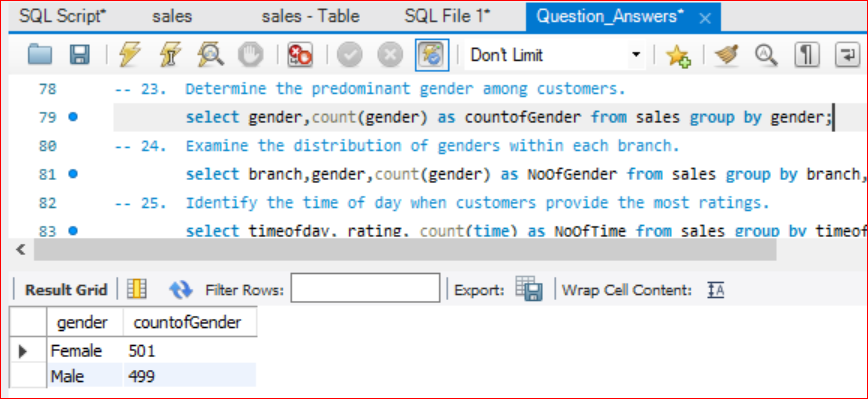 SQL Script* sales sales - Table SQL File 1* Question_Answers* ×
Don't Limit
78 -- 23. Determine the predominant gender among customers.
79 select gender,count(gender) as countofGender from sales group by gender;
80 -- 24. Examine the distribution of genders within each branch.
81 select branch,gender,count(gender) as NoOfGender from sales group by branch,
82 -- 25. Identify the time of day when customers provide the most ratings.
83 select timeofday, rating, count(time) as NoOfTime from sales group by timeof
Result Grid Filter Rows: Export: Wrap Cell Content: IA
gender countofGender
Female 501
Male 499